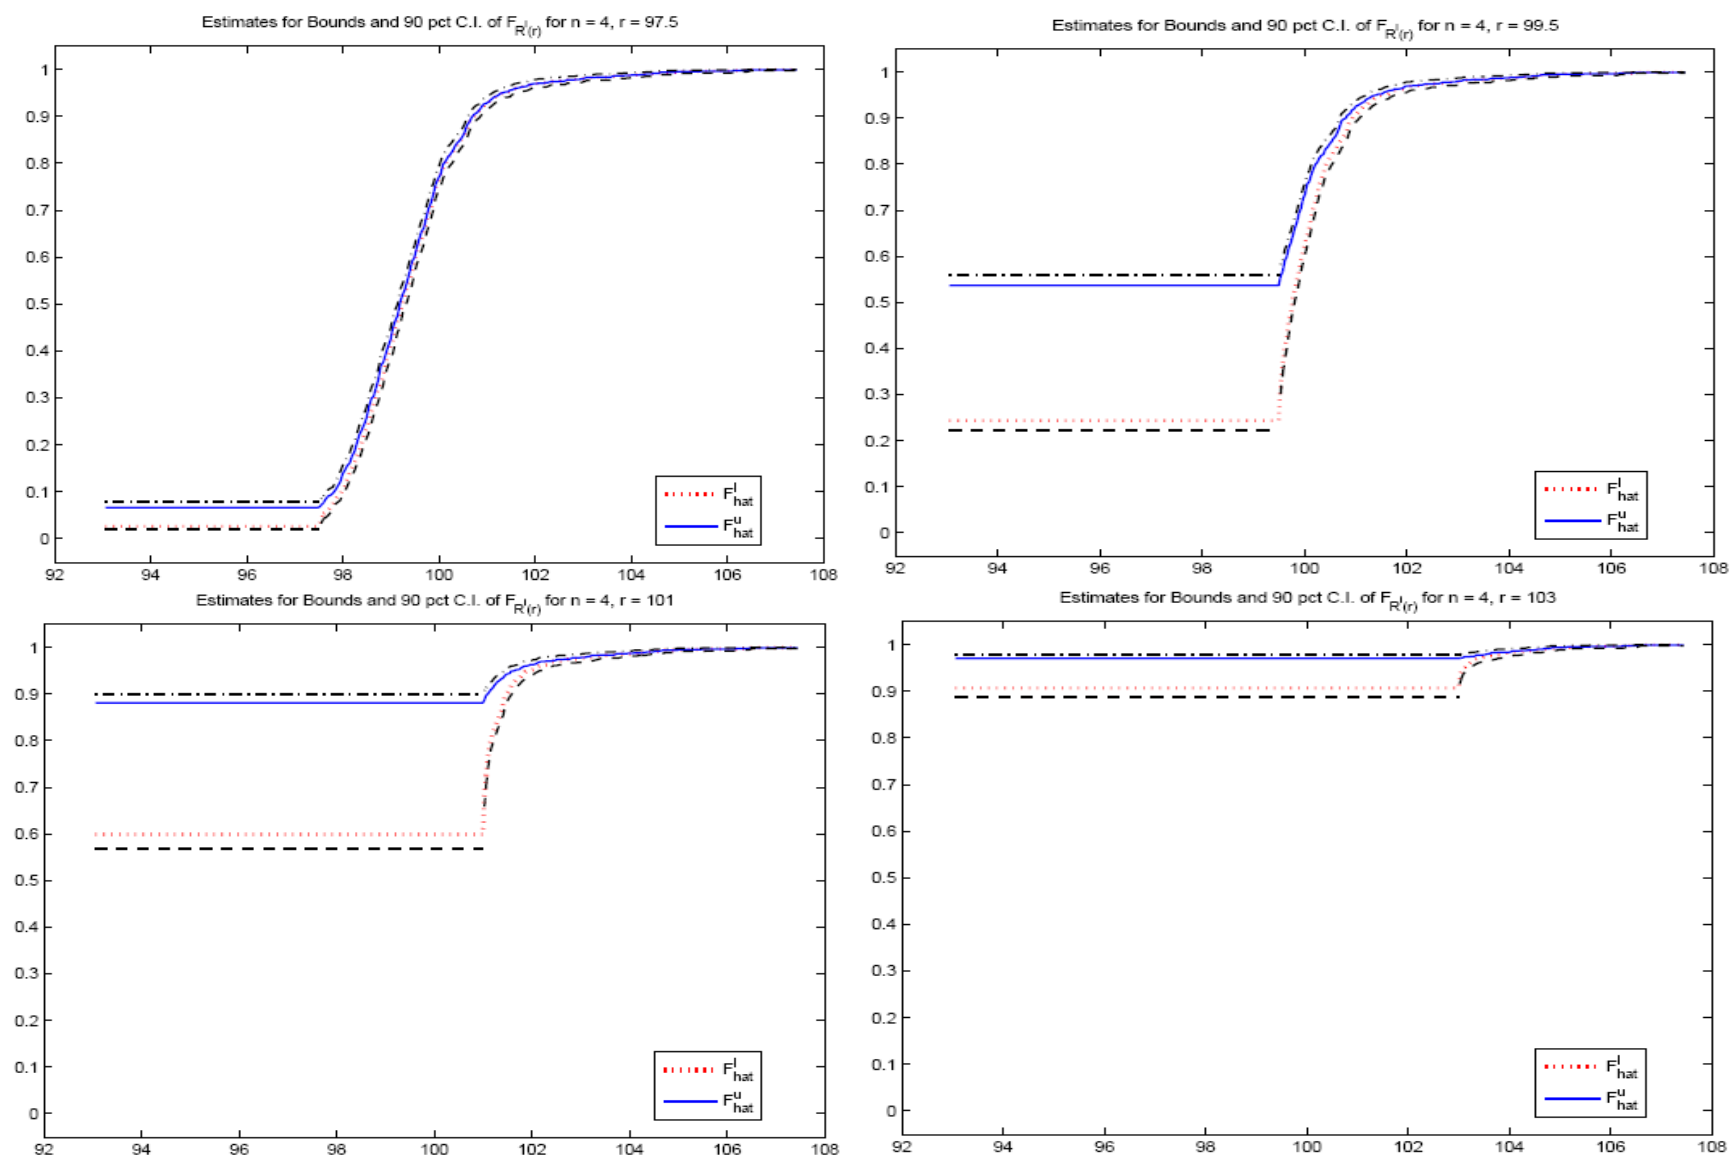 Estimates for Bounds and 90 pct C.I. of F_{R^l(r)} for n = 4, r = 97.5
1
0.9
0.8
0.7
0.6
0.5
0.4
0.3
0.2
0.1
0
92 94 96 98 100 102 104 106 108
F^l_hat
F^u_hat
Estimates for Bounds and 90 pct C.I. of F_{R^l(r)} for n = 4, r = 99.5
1
0.9
0.8
0.7
0.6
0.5
0.4
0.3
0.2
0.1
0
92 94 96 98 100 102 104 106 108
F^l_hat
F^u_hat
Estimates for Bounds and 90 pct C.I. of F_{R^l(r)} for n = 4, r = 101
1
0.9
0.8
0.7
0.6
0.5
0.4
0.3
0.2
0.1
0
92 94 96 98 100 102 104 106 108
F^l_hat
F^u_hat
Estimates for Bounds and 90 pct C.I. of F_{R^l(r)} for n = 4, r = 103
1
0.9
0.8
0.7
0.6
0.5
0.4
0.3
0.2
0.1
0
92 94 96 98 100 102 104 106 108
F^l_hat
F^u_hat